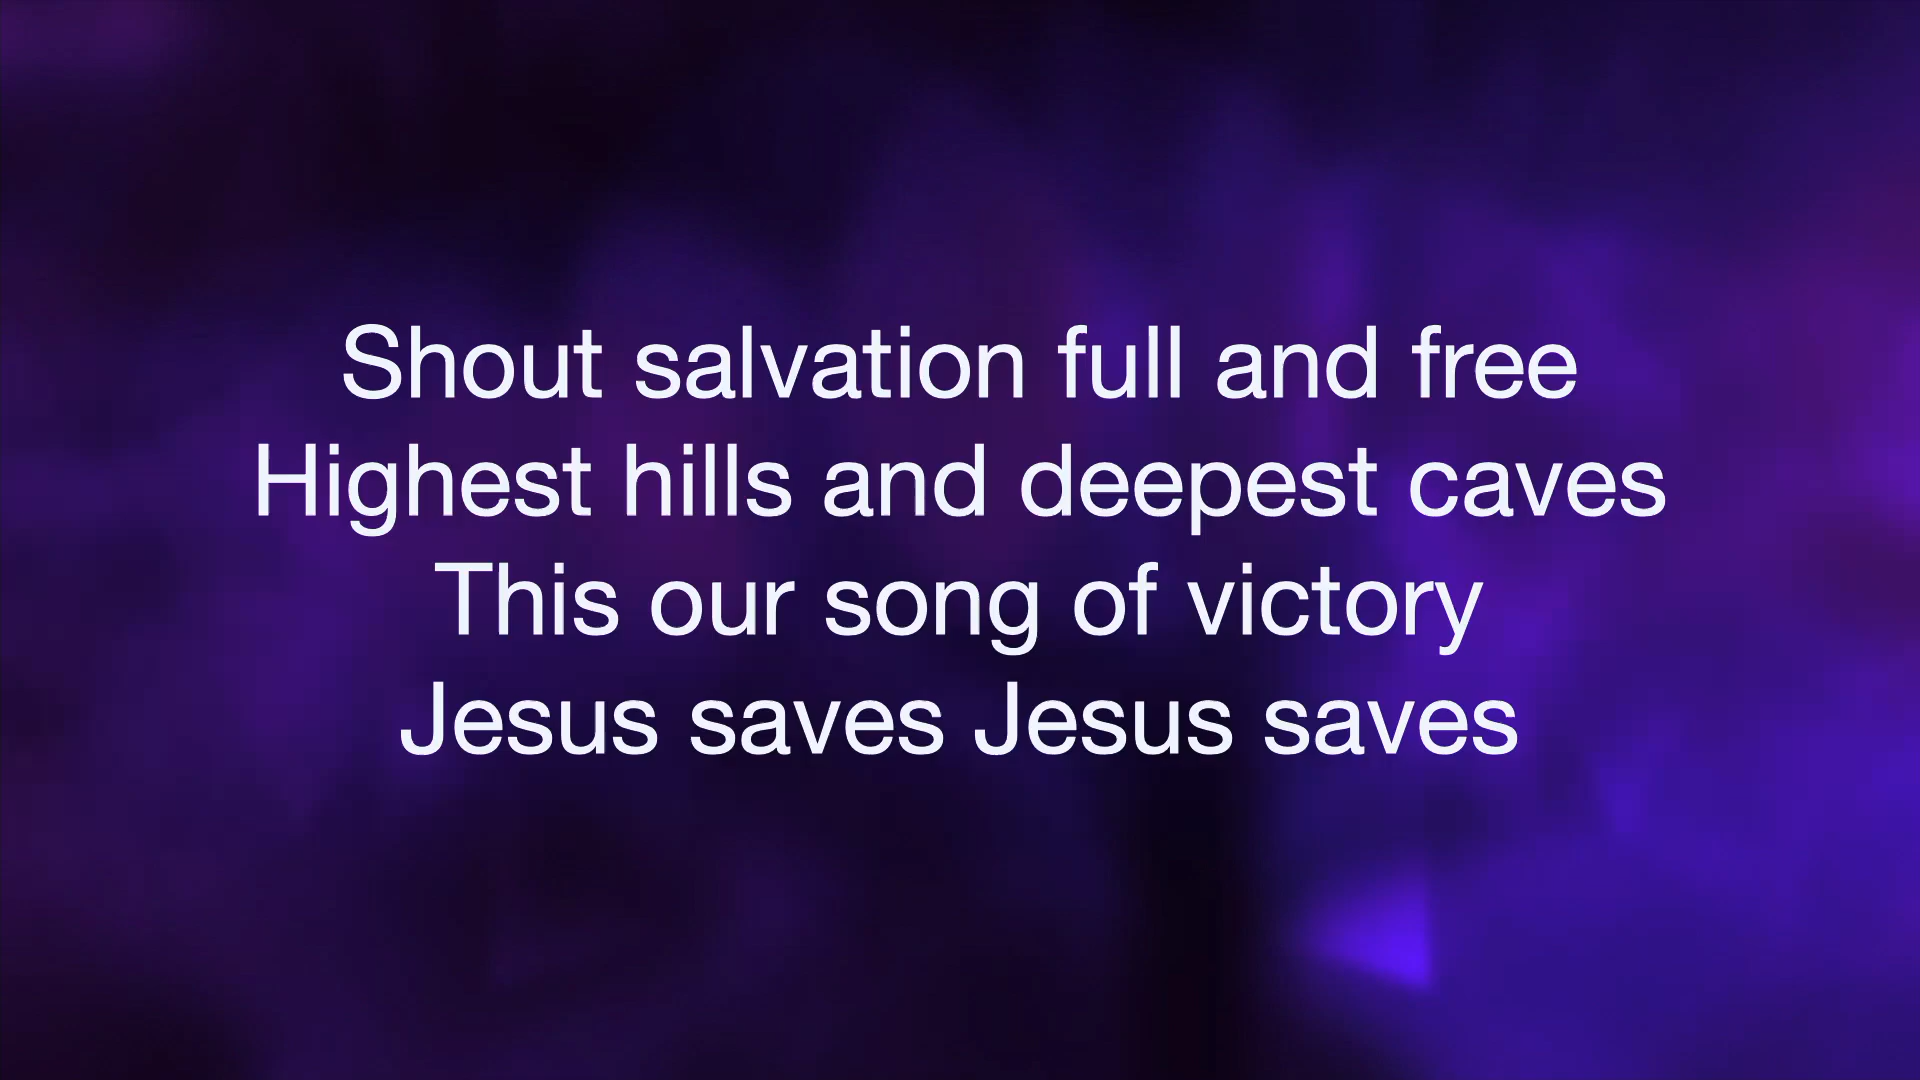 Shout salvation full and free
Highest hills and deepest caves
This our song of victory
Jesus saves Jesus saves